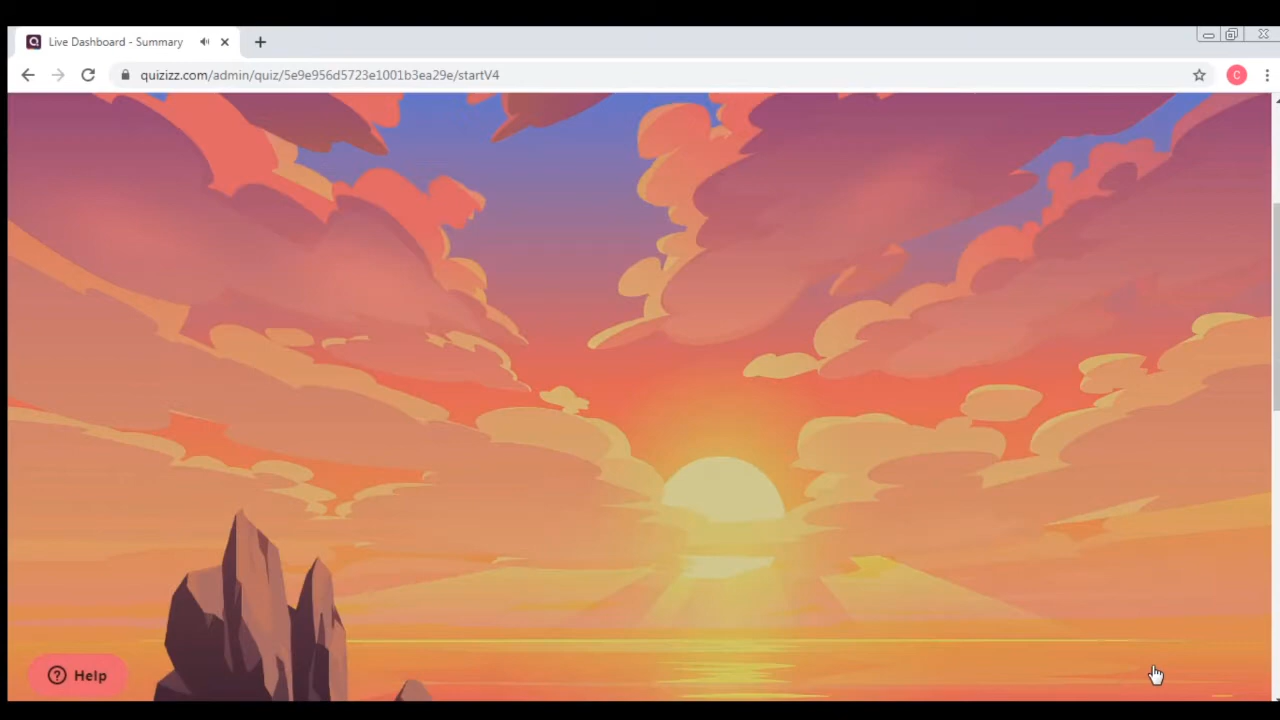 Live Dashboard - Summary
quizizz.com/admin/quiz/5e9e956d5723e1001b3ea29e/startV4
C
Help